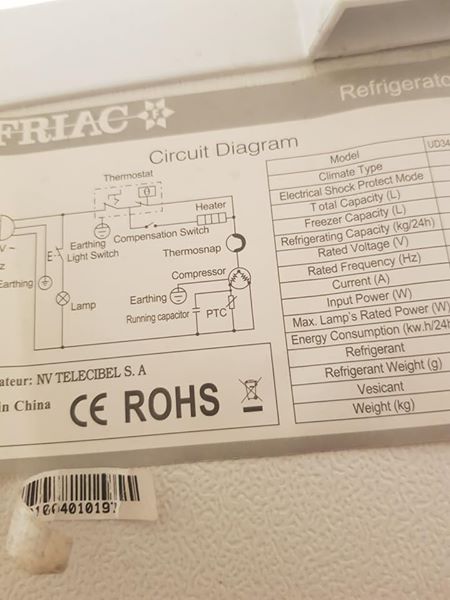 FRIAC
Refrigerato
Circuit Diagram
Thermostat
Heater
Compensation Switch
Earthing
Light Switch
Thermosnap
Compressor
Earthing
Earthing
Lamp
Running capacitor
PTC
V~
z
Model
UD34
Climate Type
Electrical Shock Protect Mode
Total Capacity (L)
Freezer Capacity (L)
Refrigerating Capacity (kg/24h)
Rated Voltage (V)
Rated Frequency (Hz)
Current (A)
Input Power (W)
Max. Lamp's Rated Power (W)
Energy Consumption (kw.h/24h
Refrigerant
Refrigerant Weight (g)
Vesicant
Weight (kg)
ateur: NV TELECIBEL S. A
in China
CE ROHS
1004010197